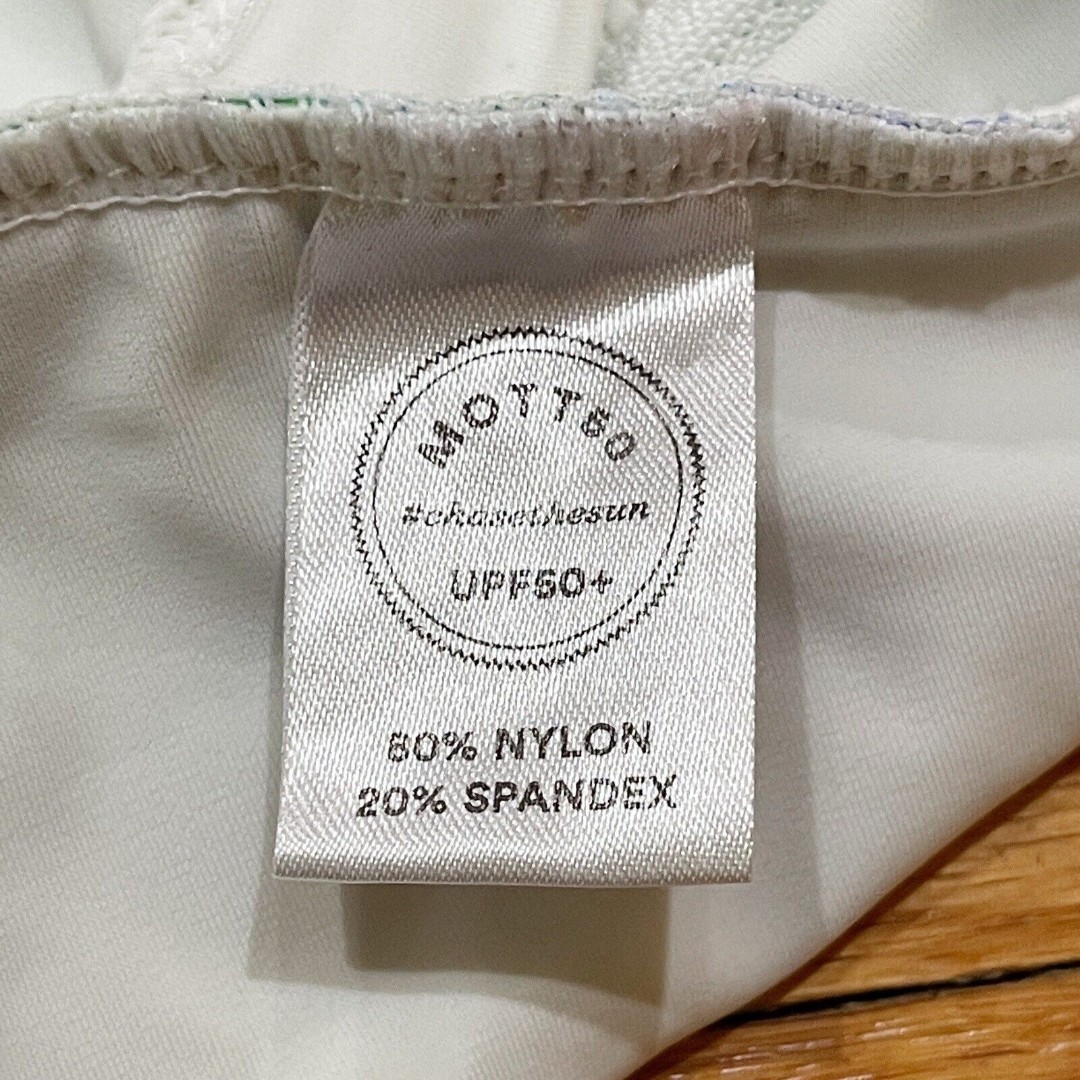 MOTT50
#chasethesun
UPF50+
80% NYLON
20% SPANDEX